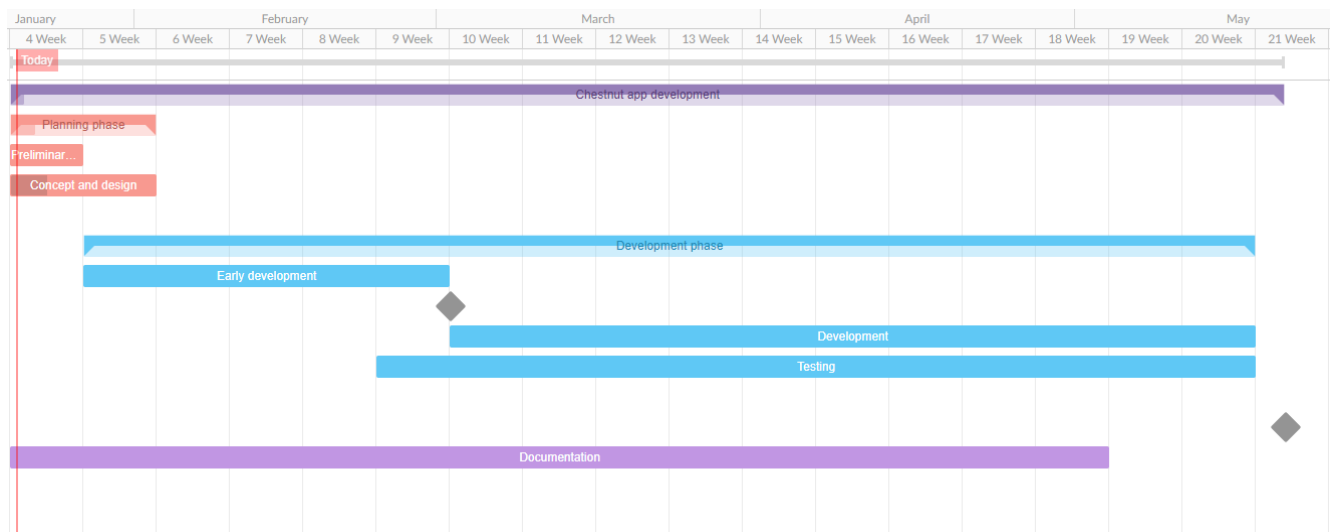 January February March April May
4 Week 5 Week 6 Week 7 Week 8 Week 9 Week 10 Week 11 Week 12 Week 13 Week 14 Week 15 Week 16 Week 17 Week 18 Week 19 Week 20 Week 21 Week
Today
Chestnut app development
Planning phase
Preliminar...
Concept and design
Development phase
Early development
Development
Testing
Documentation